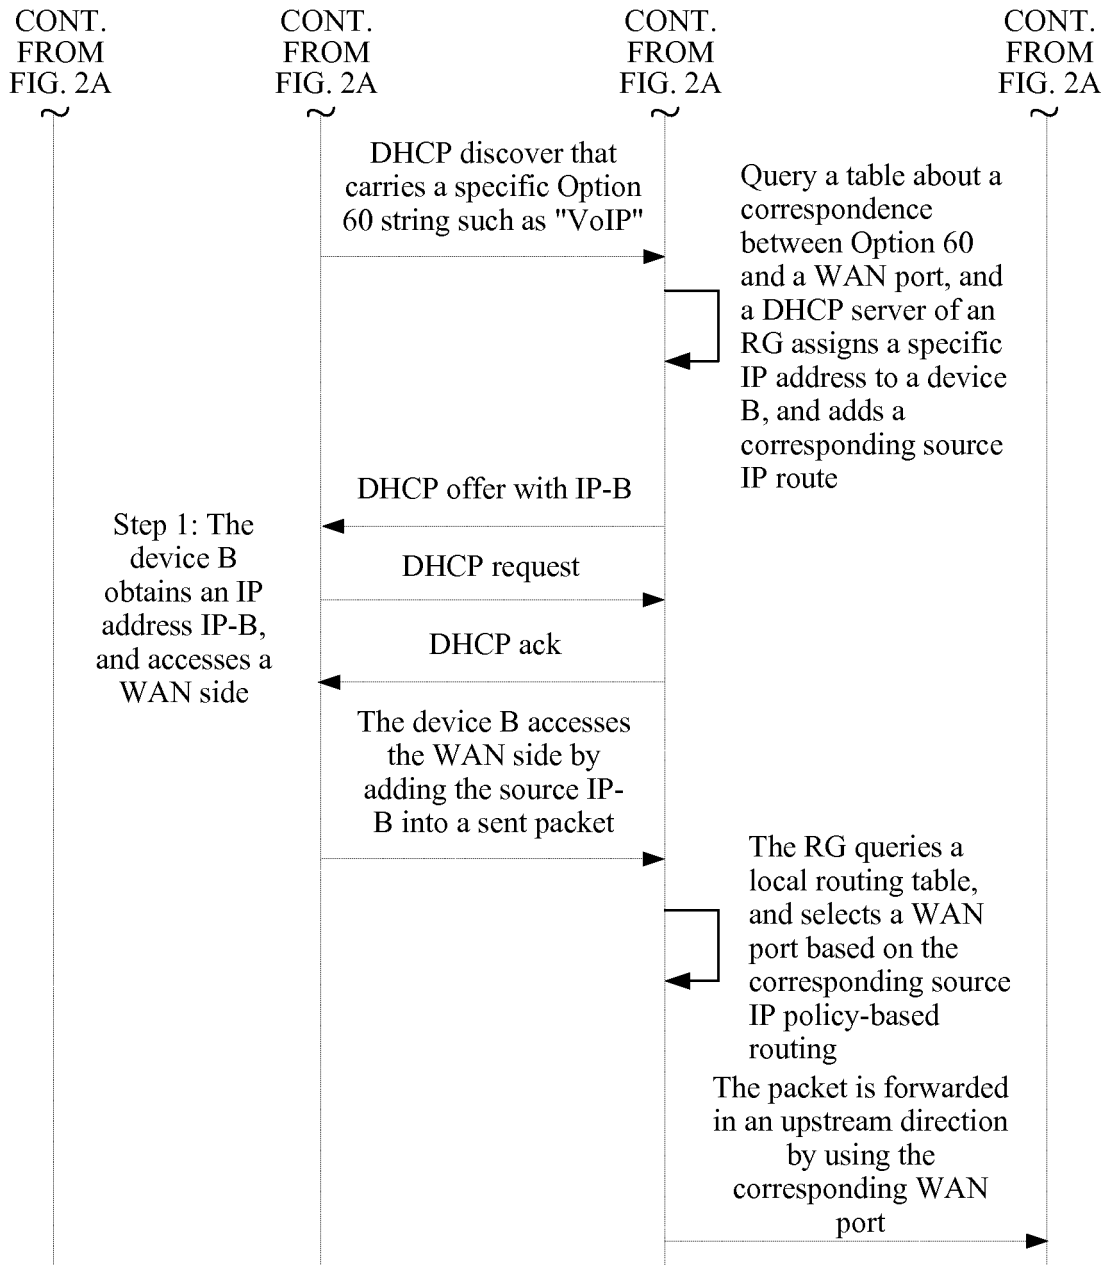 CONT.
FROM
FIG. 2A
CONT.
FROM
FIG. 2A
CONT.
FROM
FIG. 2A
CONT.
FROM
FIG. 2A
DHCP discover that
carries a specific Option
60 string such as "VoIP"
Query a table about a
correspondence
between Option 60
and a WAN port, and
a DHCP server of an
RG assigns a specific
IP address to a device
B, and adds a
corresponding source
IP route
DHCP offer with IP-B
Step 1: The
device B
obtains an IP
address IP-B,
and accesses a
WAN side
DHCP request
DHCP ack
The device B accesses
the WAN side by
adding the source IP-
B into a sent packet
The RG queries a
local routing table,
and selects a WAN
port based on the
corresponding source
IP policy-based
routing
The packet is forwarded
in an upstream direction
by using the
corresponding WAN
port